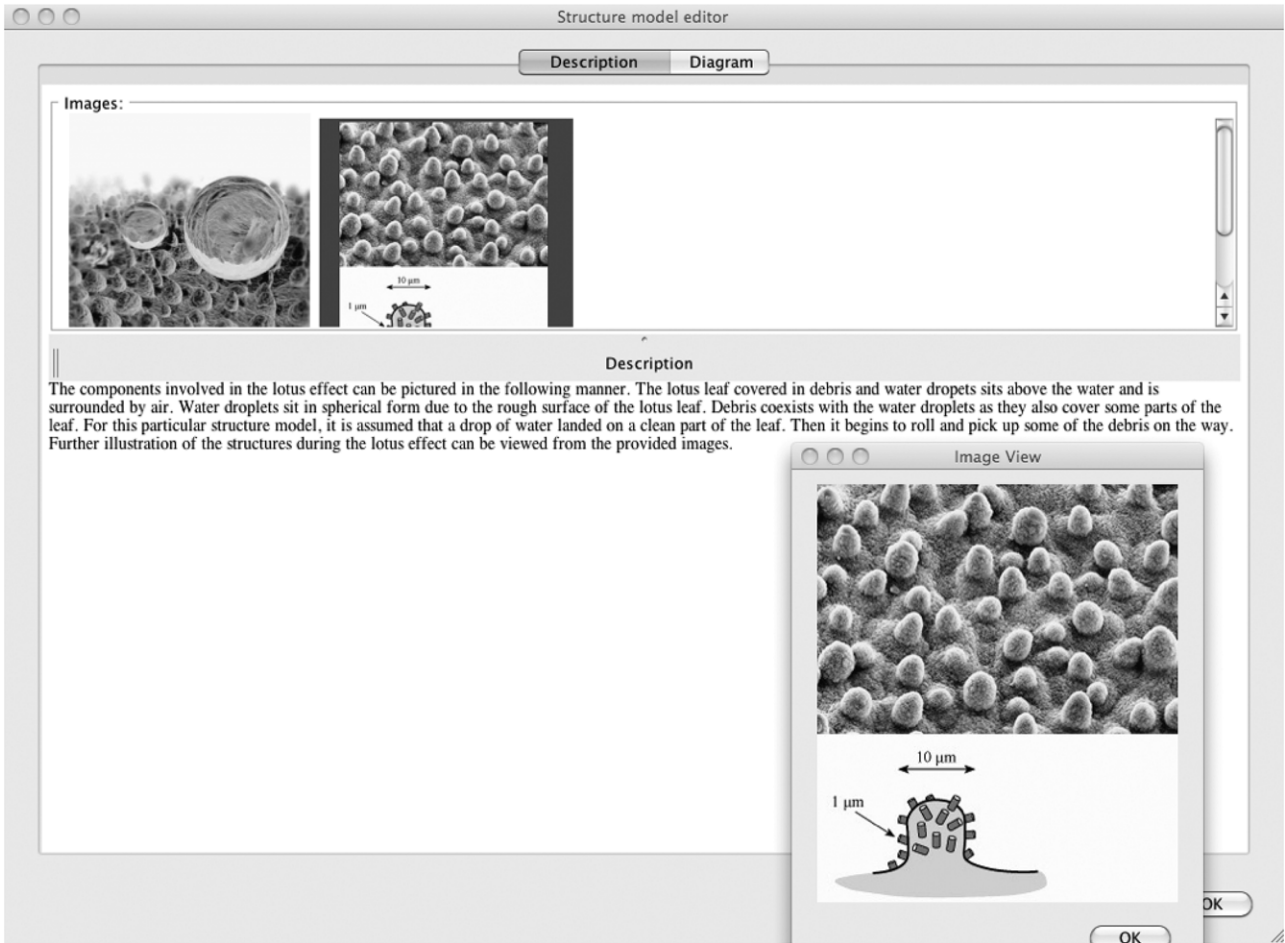 Structure model editor
Description Diagram
Images:
10 µm
1 µm
Description
The components involved in the lotus effect can be pictured in the following manner. The lotus leaf covered in debris and water dropets sits above the water and is
surrounded by air. Water droplets sit in spherical form due to the rough surface of the lotus leaf. Debris coexists with the water droplets as they also cover some parts of the
leaf. For this particular structure model, it is assumed that a drop of water landed on a clean part of the leaf. Then it begins to roll and pick up some of the debris on the way.
Further illustration of the structures during the lotus effect can be viewed from the provided images.
Image View
10 µm
1 µm
OK
OK